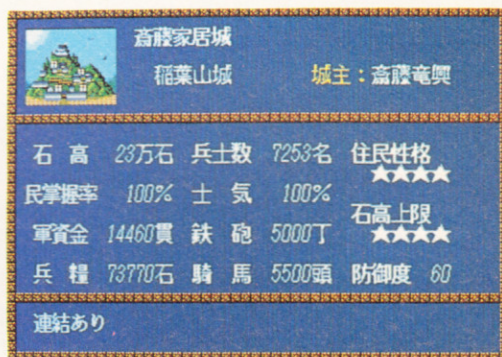 斎藤家居城
稲葉山城 城主：斎藤竜興
石高 23万石 兵士数 7253名 住民性格
★★★★
民掌握率 100% 士気 100%
石高上限
軍資金 14460貫 鉄砲 5000丁 ★★★★
兵糧 73770石 騎馬 5500頭 防御度 60
連結あり